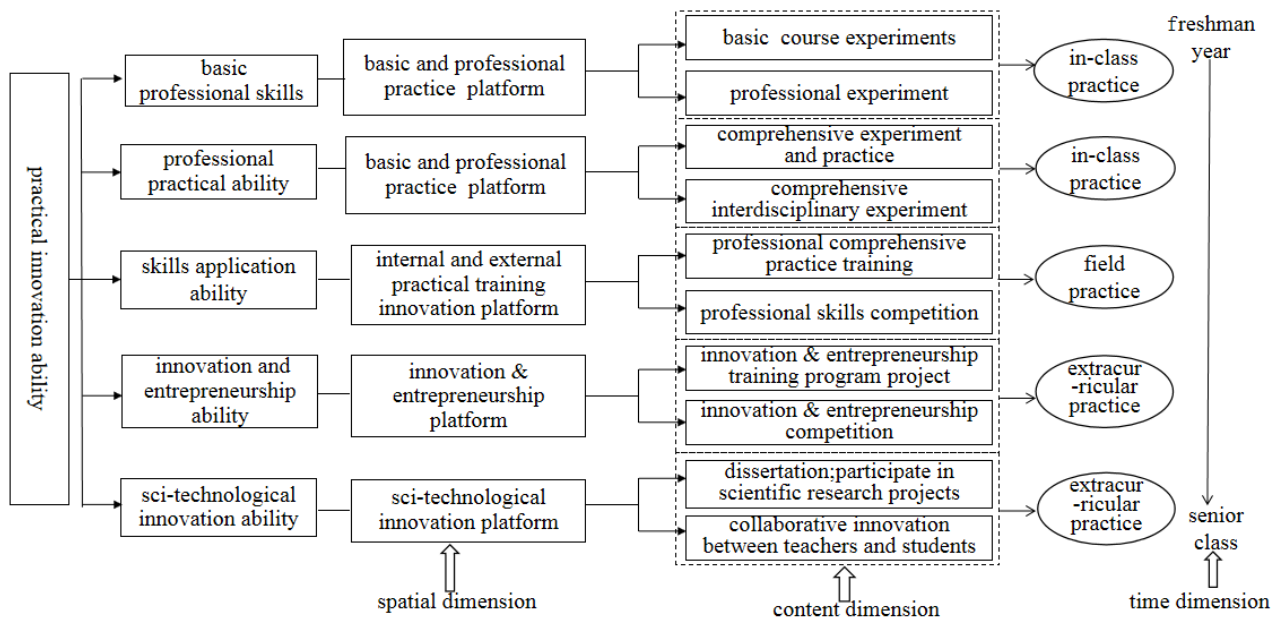 practical innovation ability
basic
professional skills
basic and professional
practice platform
basic course experiments
professional experiment
in-class
practice
freshman
year
professional
practical ability
basic and professional
practice platform
comprehensive experiment
and practice
comprehensive
interdisciplinary experiment
in-class
practice
skills application
ability
internal and external
practical training
innovation platform
professional comprehensive
practice training
professional skills competition
field
practice
innovation and
entrepreneurship
ability
innovation &
entrepreneurship
platform
innovation & entrepreneurship
training program project
innovation & entrepreneurship
competition
extracur
-ricular
practice
sci-technological
innovation ability
sci-technological
innovation platform
dissertation;participate in
scientific research projects
collaborative innovation
between teachers and students
extracur
-ricular
practice
senior
class
spatial dimension
content dimension
time dimension